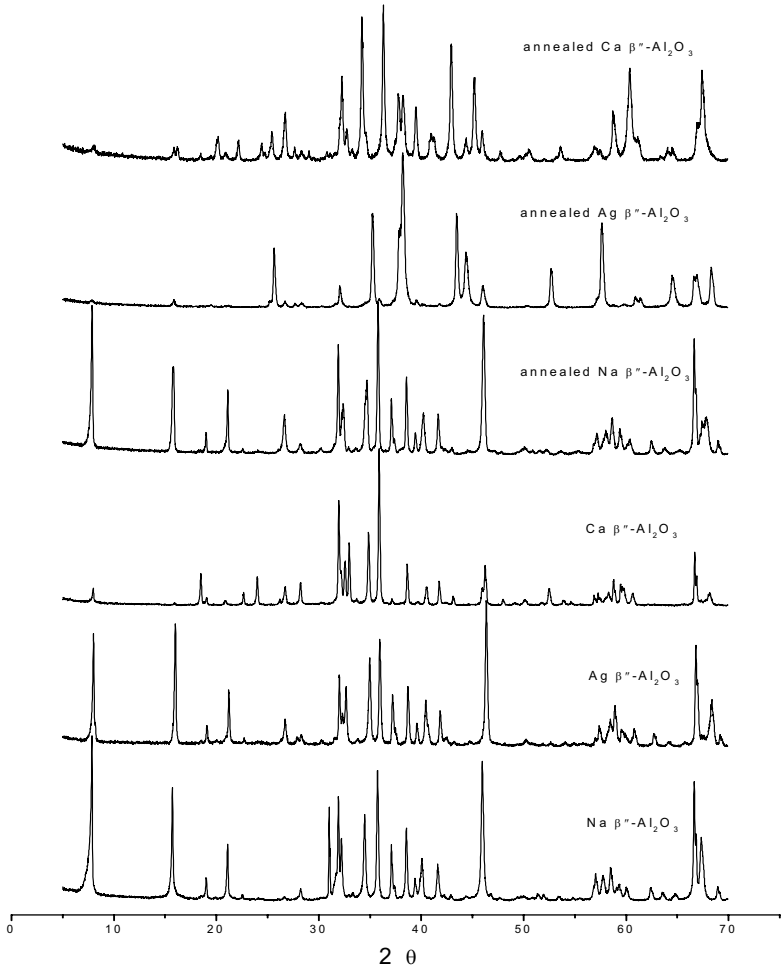 annealed Ca β″-Al₂O₃
annealed Ag β″-Al₂O₃
annealed Na β″-Al₂O₃
Ca β″-Al₂O₃
Ag β″-Al₂O₃
Na β″-Al₂O₃
0 10 20 30 40 50 60 70
2 θ